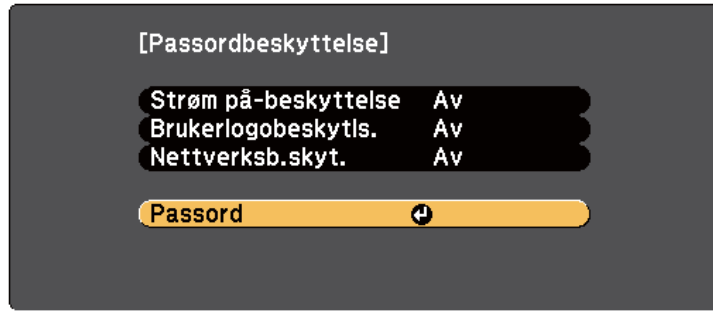 [Passordbeskyttelse]
Strøm på-beskyttelse Av
Brukerlogobeskytls. Av
Nettverksb.skyt. Av
Passord